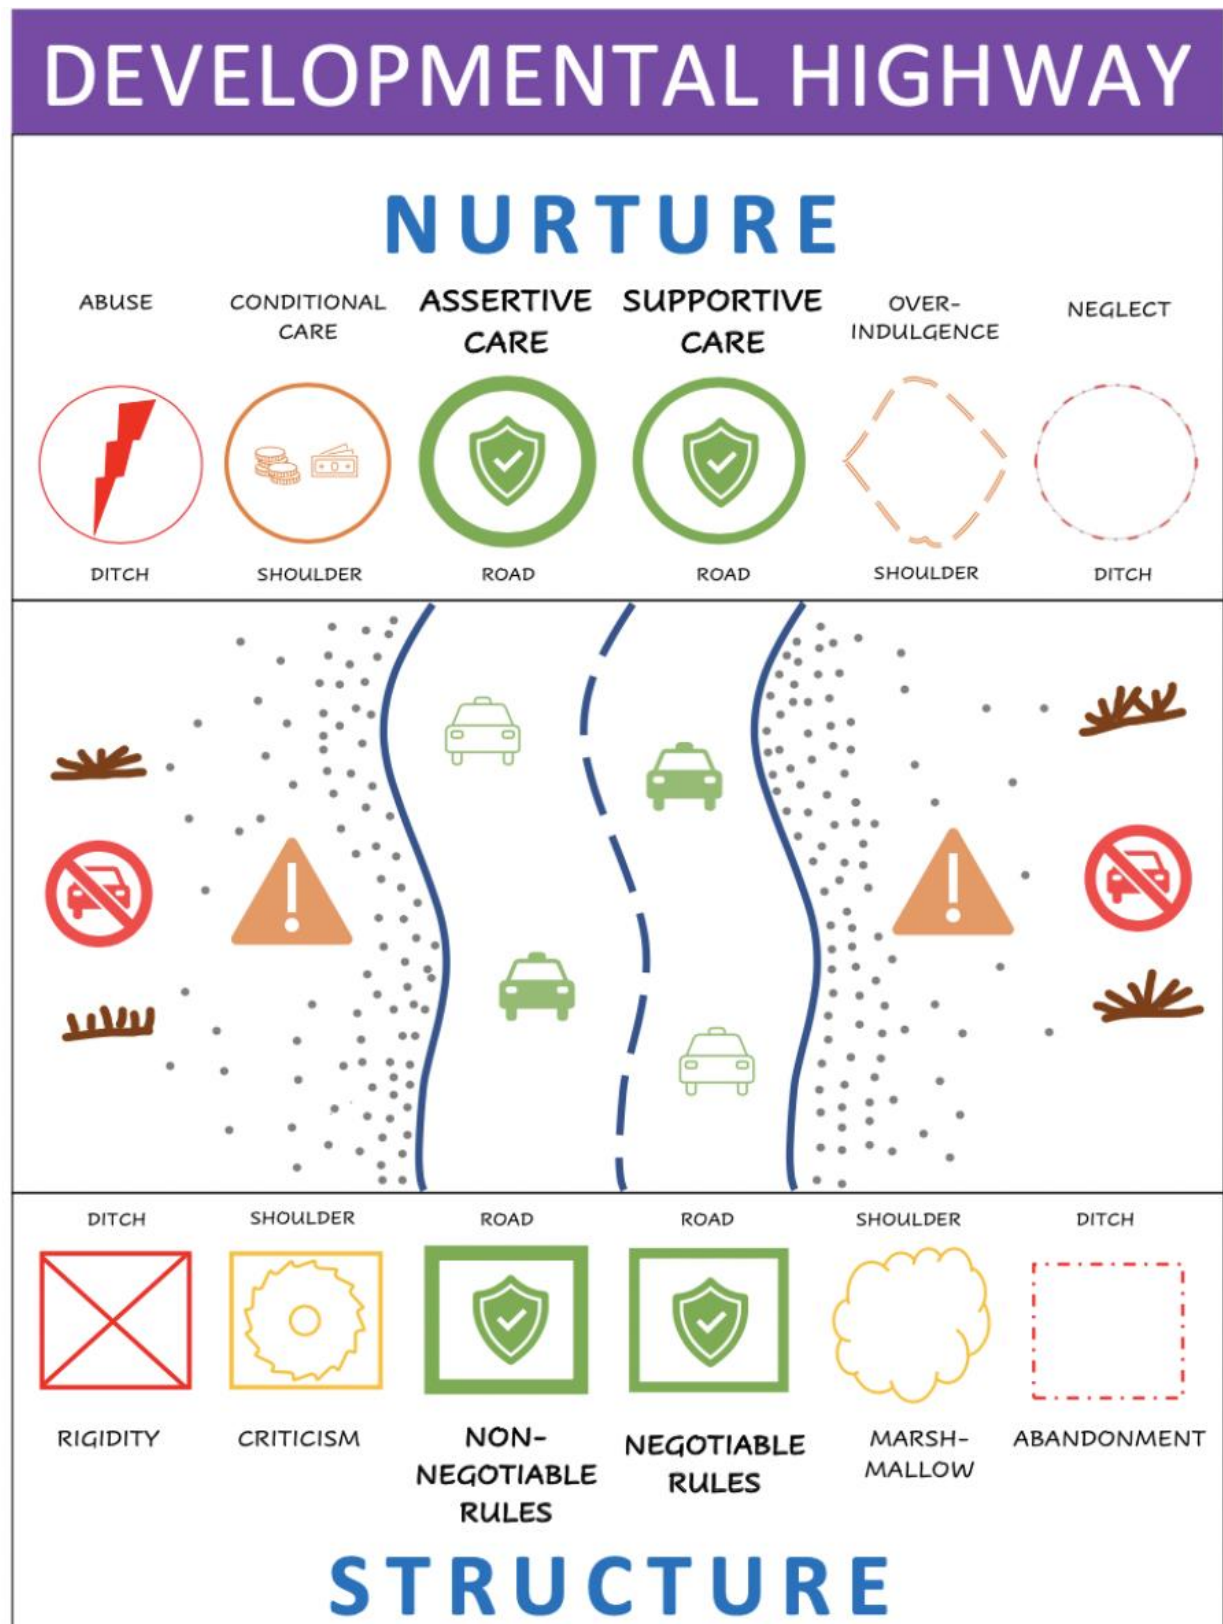 DEVELOPMENTAL HIGHWAY
NURTURE
ABUSE
CONDITIONAL
CARE
ASSERTIVE
CARE
SUPPORTIVE
CARE
OVER-
INDULGENCE
NEGLECT
DITCH
SHOULDER
ROAD
ROAD
SHOULDER
DITCH
DITCH
SHOULDER
ROAD
ROAD
SHOULDER
DITCH
RIGIDITY
CRITICISM
NON-
NEGOTIABLE
RULES
NEGOTIABLE
RULES
MARSH-
MALLOW
ABANDONMENT
STRUCTURE